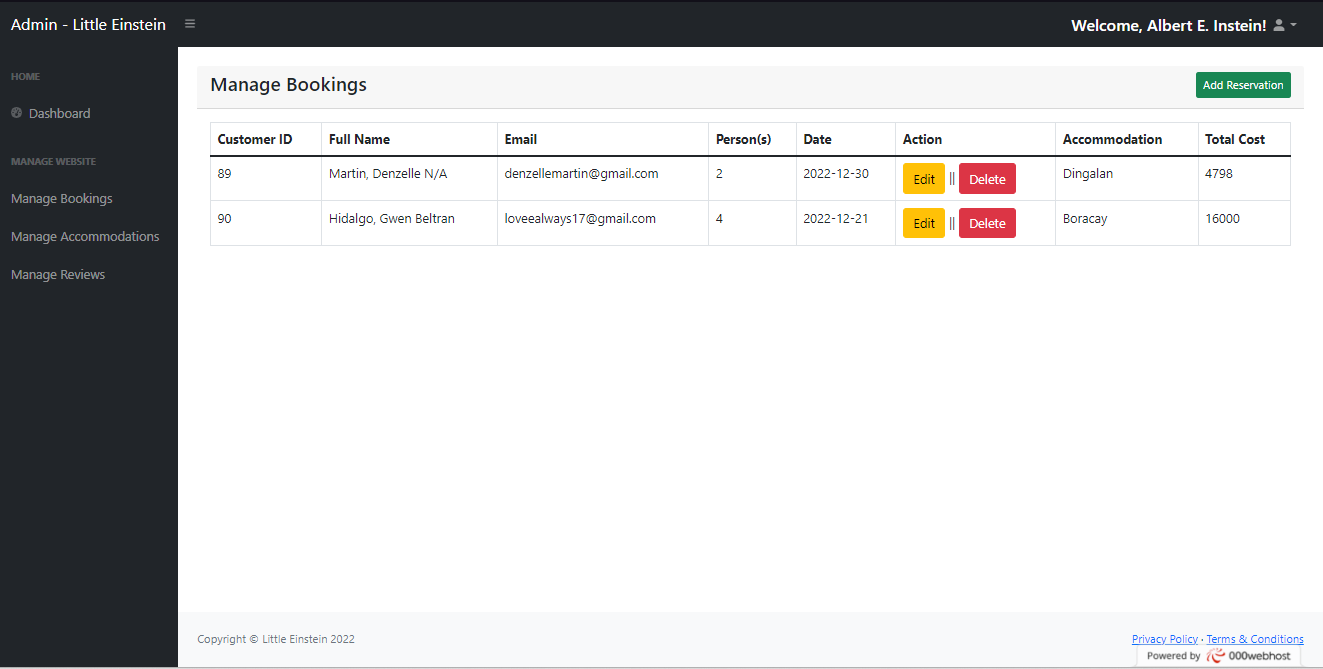 Admin - Little Einstein
Welcome, Albert E. Instein!
HOME
Dashboard
MANAGE WEBSITE
Manage Bookings
Manage Accommodations
Manage Reviews
Manage Bookings
Add Reservation
Customer ID Full Name Email Person(s) Date Action Accommodation Total Cost
89 Martin, Denzelle N/A denzellemartin@gmail.com 2 2022-12-30 Edit || Delete Dingalan 4798
90 Hidalgo, Gwen Beltran loveealways17@gmail.com 4 2022-12-21 Edit || Delete Boracay 16000
Copyright © Little Einstein 2022
Privacy Policy · Terms & Conditions
Powered by 000webhost